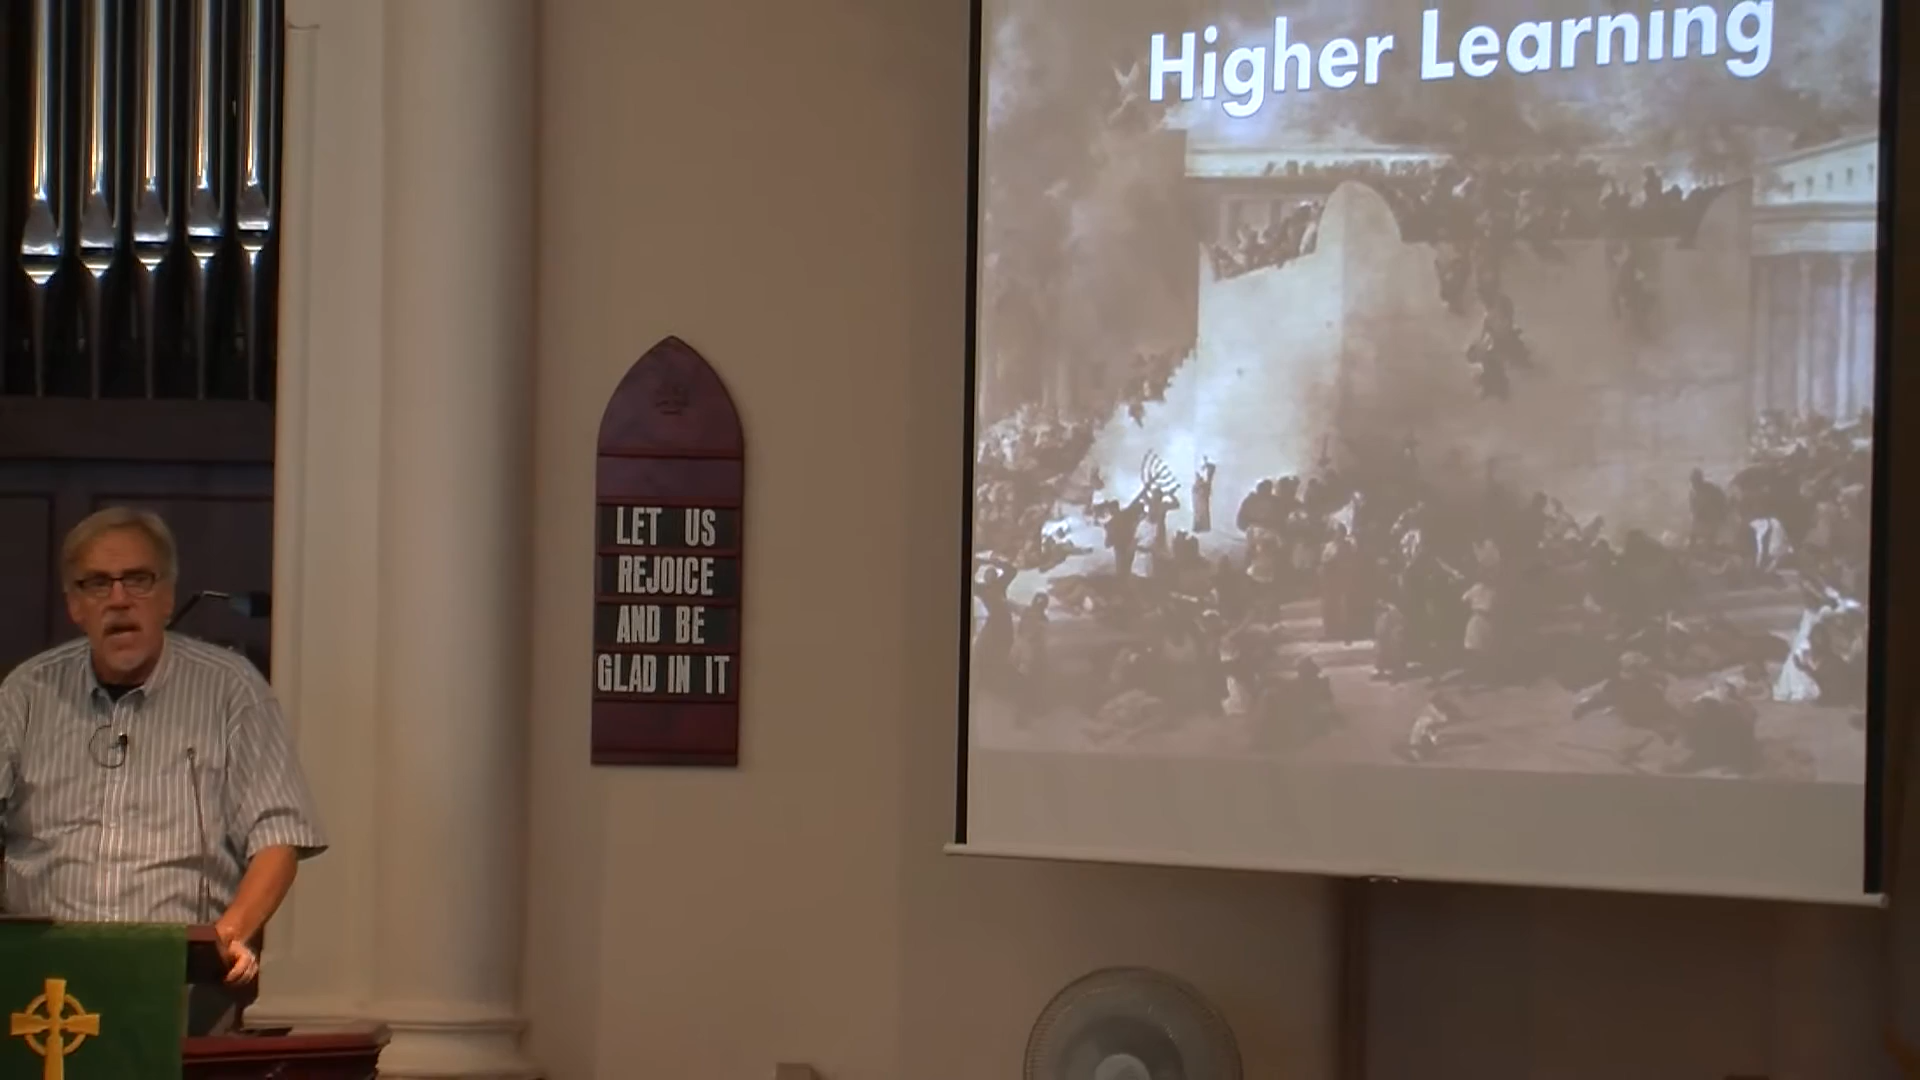 Higher Learning
LET US
REJOICE
AND BE
GLAD IN IT